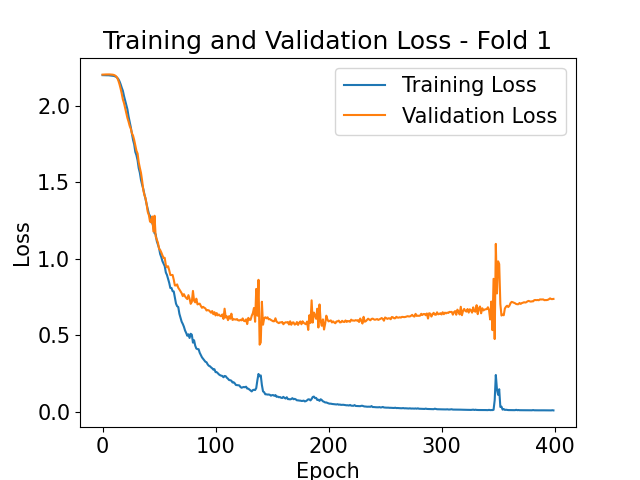 Training and Validation Loss - Fold 1
Training Loss
Validation Loss
Loss
2.0
1.5
1.0
0.5
0.0
0 100 200 300 400
Epoch